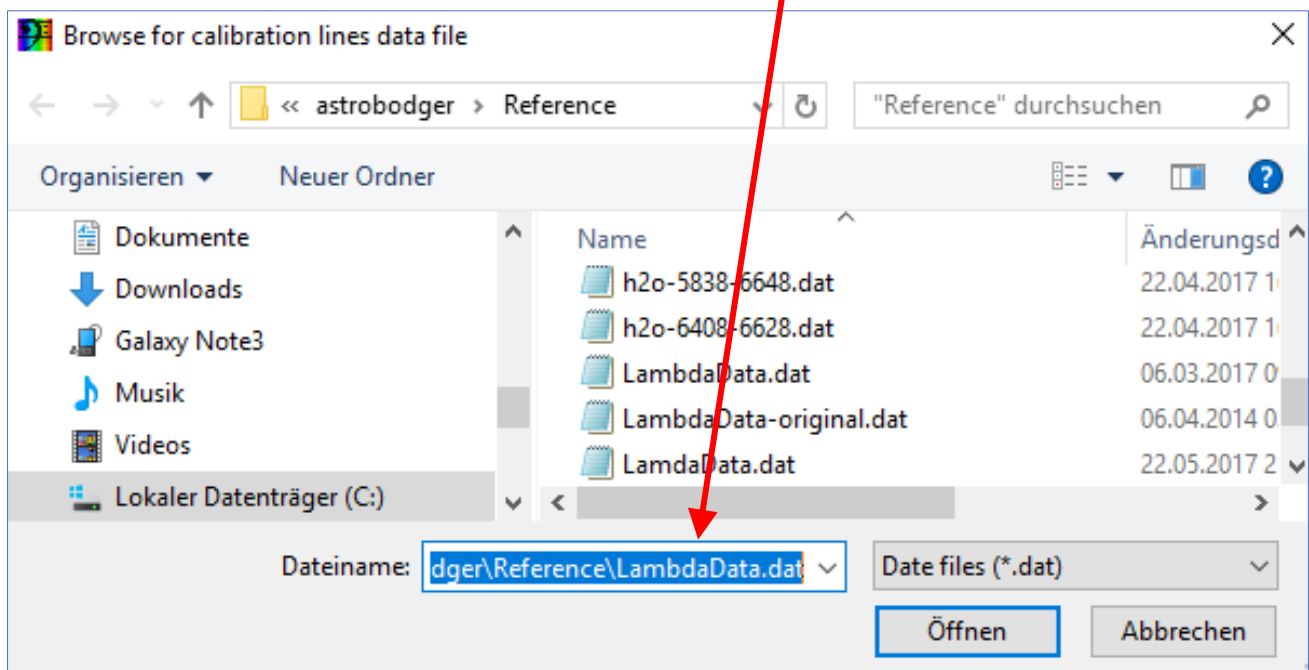 Browse for calibration lines data file
« astrobodger > Reference
"Reference" durchsuchen
Organisieren
Neuer Ordner
Dokumente
Downloads
Galaxy Note3
Musik
Videos
Lokaler Datenträger (C:)
Name Änderungsd
h2o-5838-6648.dat 22.04.2017 1
h2o-6408-6628.dat 22.04.2017 1
LambdaData.dat 06.03.2017 0
LambdaData-original.dat 06.04.2014 0
LamdaData.dat 22.05.2017 2
Dateiname: dger\Reference\LambdaData.dat Date files (*.dat)
Öffnen Abbrechen